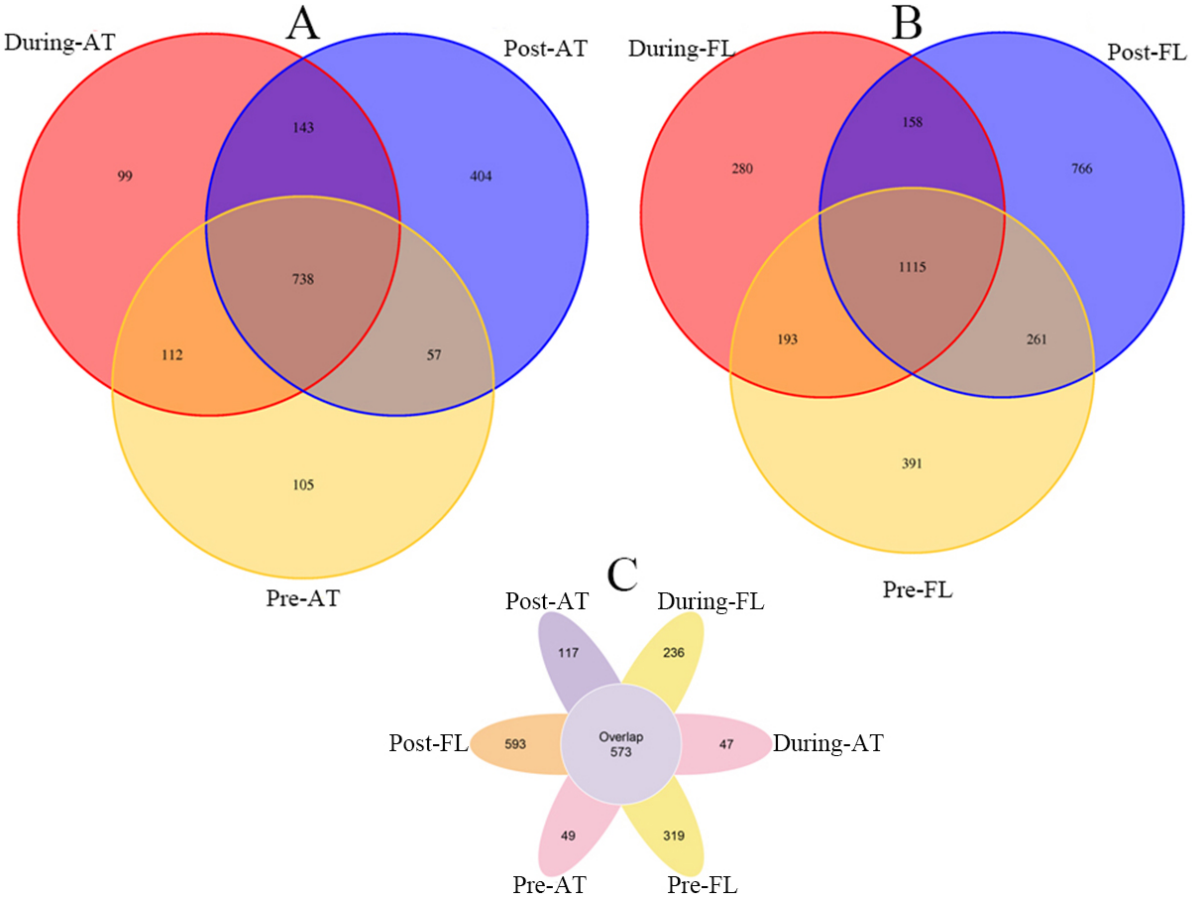 A
During-AT
Post-AT
143
99
404
738
112
57
105
Pre-AT
B
During-FL
Post-FL
158
280
766
1115
193
261
391
Pre-FL
C
Post-AT
During-FL
117
236
Post-FL
593
Overlap
573
47
During-AT
49
319
Pre-AT
Pre-FL